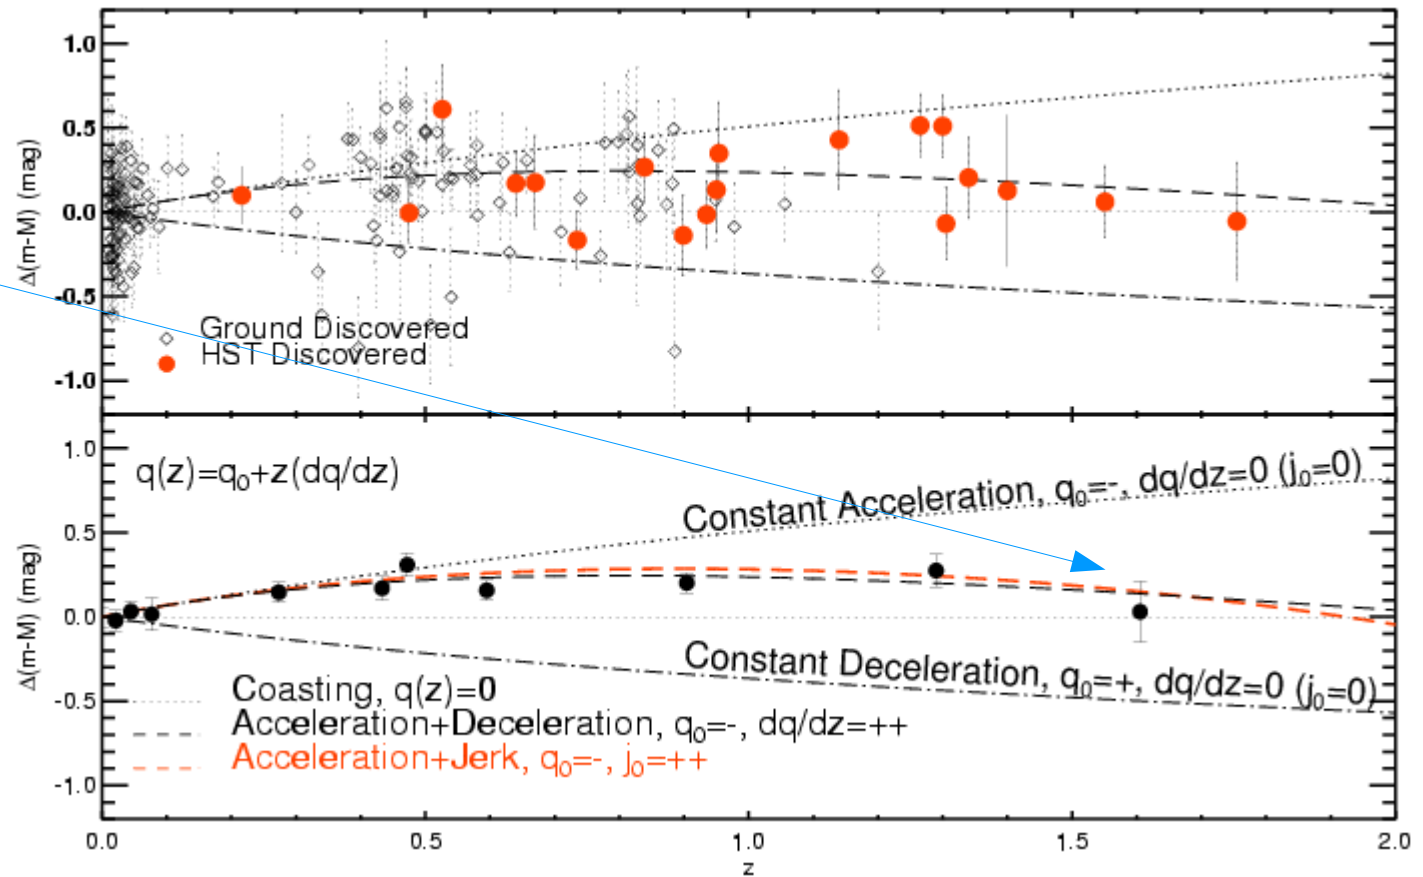 1.0
0.5
0.0
-0.5
-1.0
Δ(m-M) (mag)
Ground Discovered
HST Discovered
1.0
0.5
0.0
-0.5
-1.0
Δ(m-M) (mag)
q(z)=q₀+z(dq/dz)
Constant Acceleration, q₀=-, dq/dz=0 (j₀=0)
Constant Deceleration, q₀=+, dq/dz=0 (j₀=0)
Coasting, q(z)=0
Acceleration+Deceleration, q₀=-, dq/dz=++
Acceleration+Jerk, q₀=-, j₀=++
0.0 0.5 1.0 1.5 2.0
z